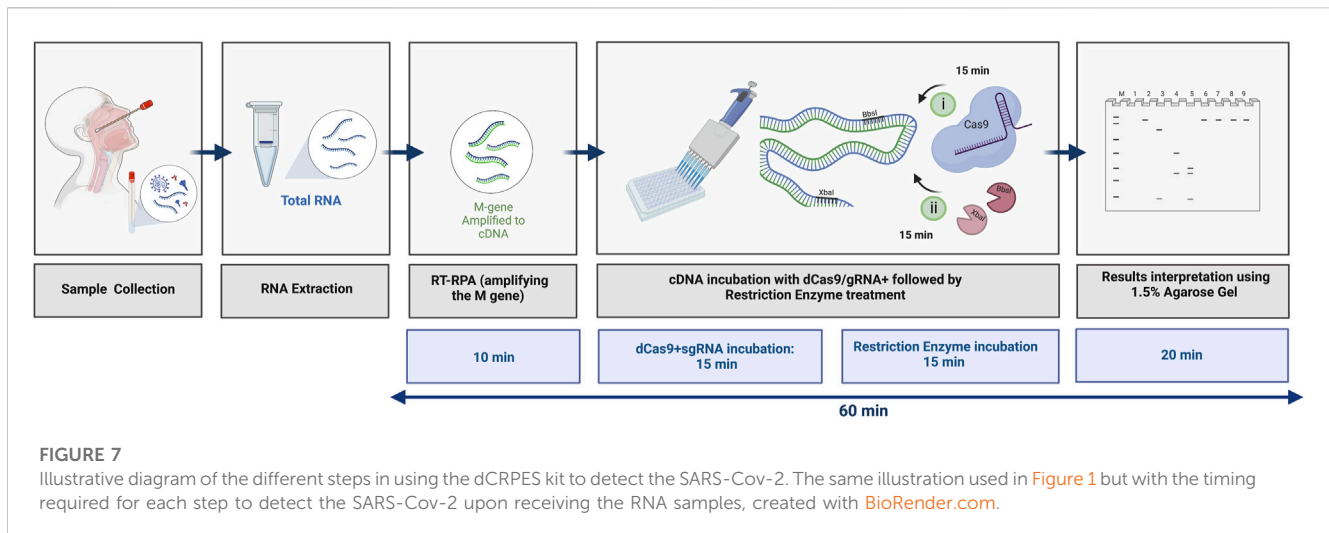 Total RNA
M-gene
Amplified to
cDNA
BbsI
XbaI
15 min
i
Cas9
ii
15 min
BbsI
XbaI
M 1 2 3 4 5 6 7 8 9
Sample Collection
RNA Extraction
RT-RPA (amplifying
the M gene)
cDNA incubation with dCas9/gRNA+ followed by
Restriction Enzyme treatment
Results interpretation using
1.5% Agarose Gel
10 min
dCas9+sgRNA incubation:
15 min
Restriction Enzyme incubation
15 min
20 min
60 min
FIGURE 7
Illustrative diagram of the different steps in using the dCRPES kit to detect the SARS-Cov-2. The same illustration used in Figure 1 but with the timing
required for each step to detect the SARS-Cov-2 upon receiving the RNA samples, created with BioRender.com.